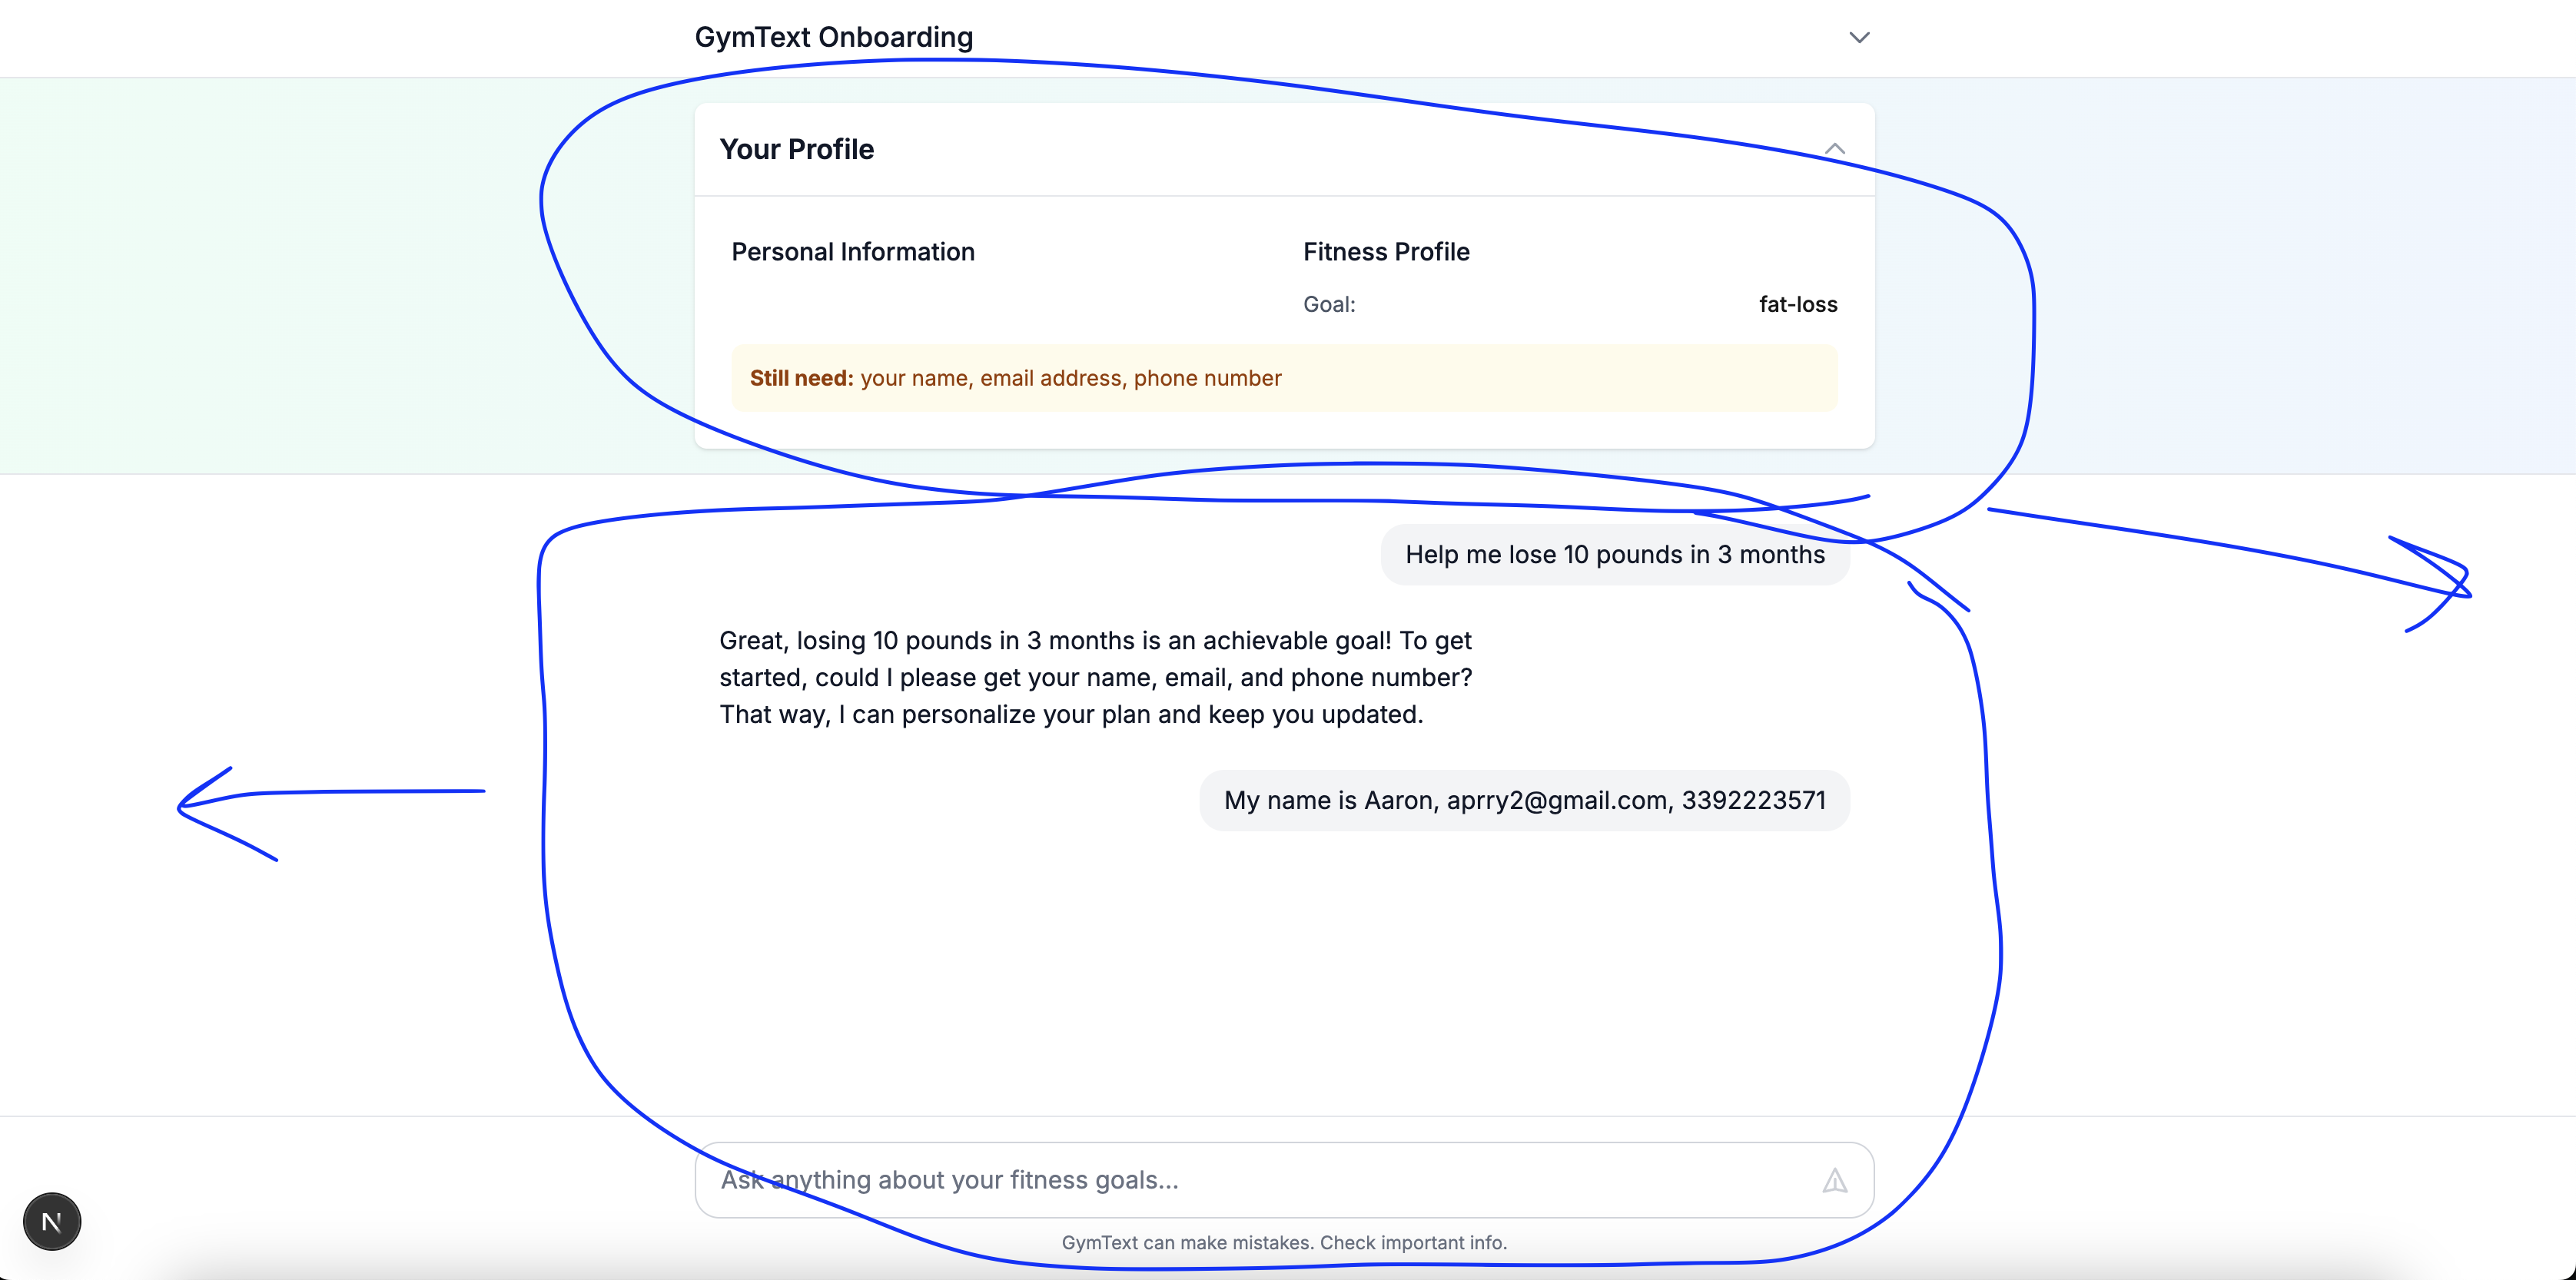 GymText Onboarding
Your Profile
Personal Information
Fitness Profile
Goal:
fat-loss
Still need: your name, email address, phone number
Help me lose 10 pounds in 3 months
Great, losing 10 pounds in 3 months is an achievable goal! To get
started, could I please get your name, email, and phone number?
That way, I can personalize your plan and keep you updated.
My name is Aaron, aprry2@gmail.com, 3392223571
Ask anything about your fitness goals...
N
GymText can make mistakes. Check important info.